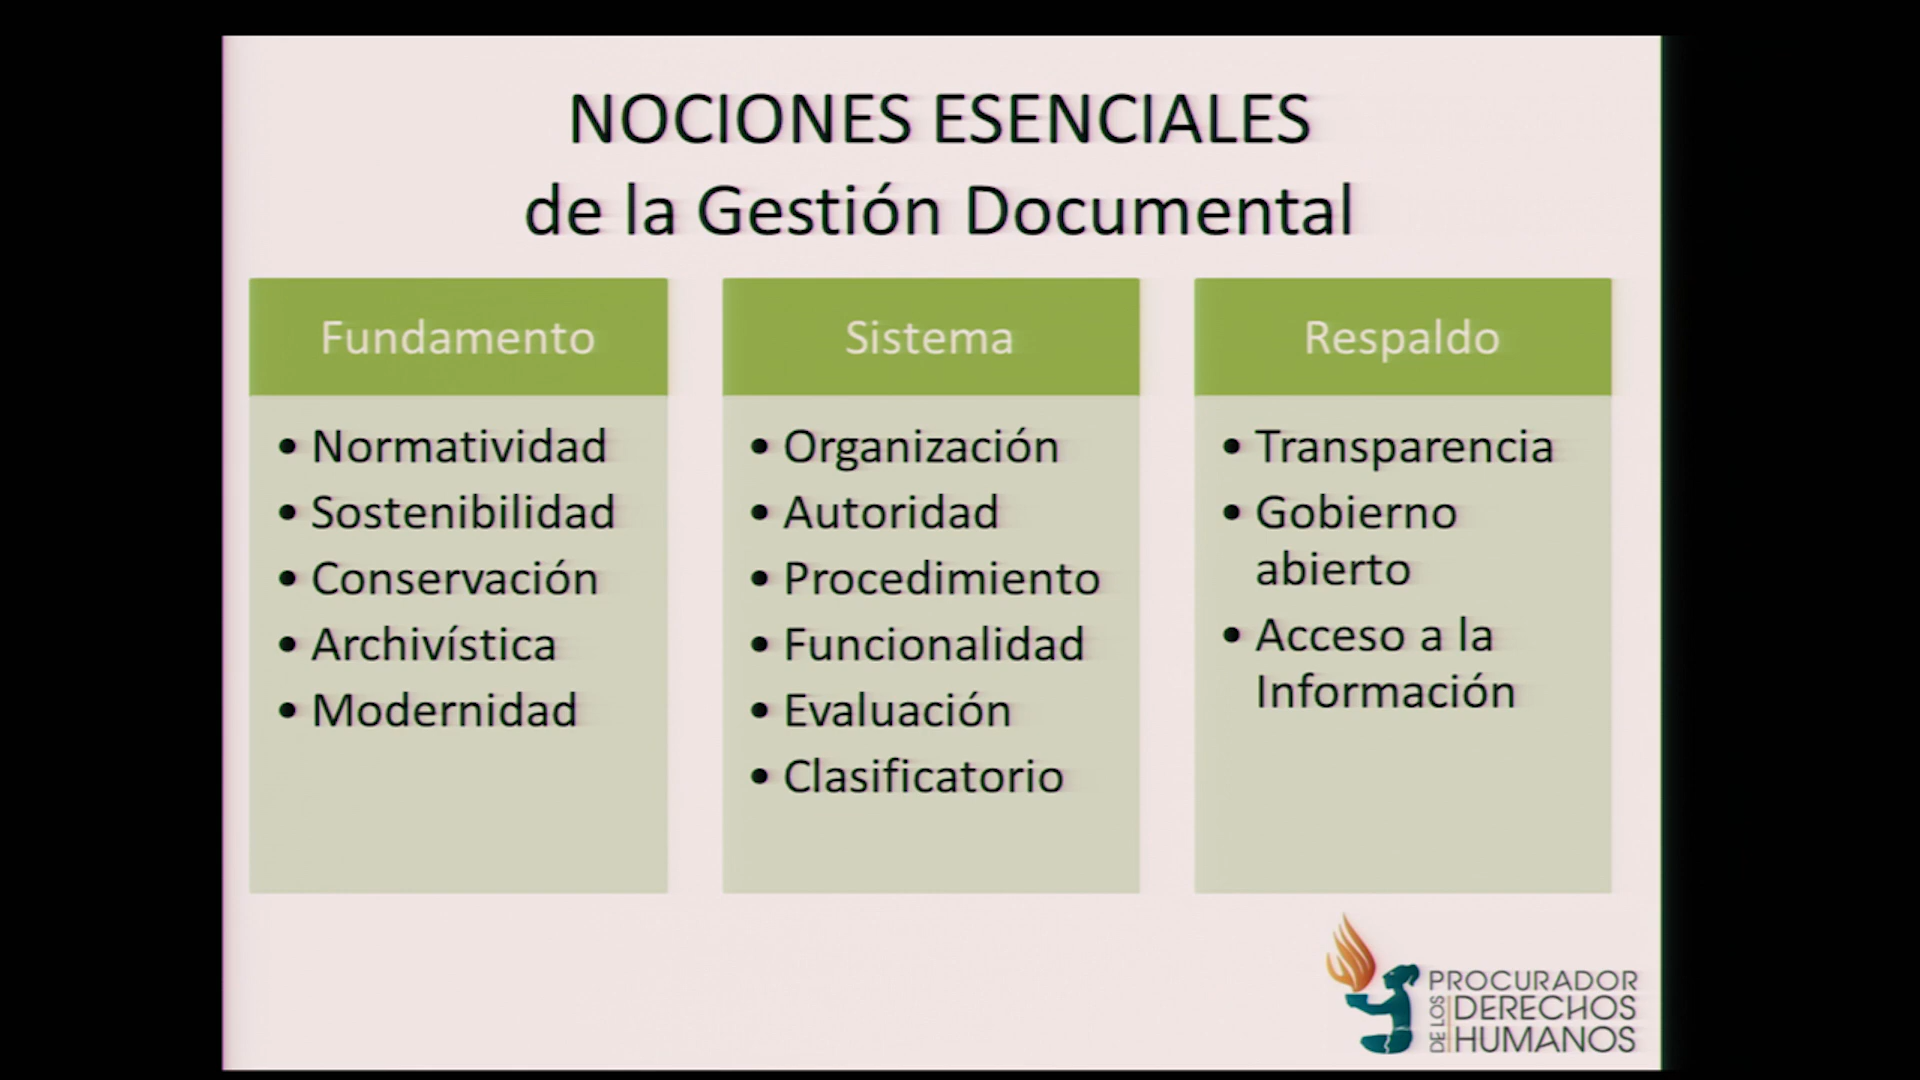 NOCIONES ESENCIALES
de la Gestión Documental
Fundamento
• Normatividad
• Sostenibilidad
• Conservación
• Archivística
• Modernidad
Sistema
• Organización
• Autoridad
• Procedimiento
• Funcionalidad
• Evaluación
• Clasificatorio
Respaldo
• Transparencia
• Gobierno
abierto
• Acceso a la
Información
PROCURADOR
DE LOS
DERECHOS
HUMANOS